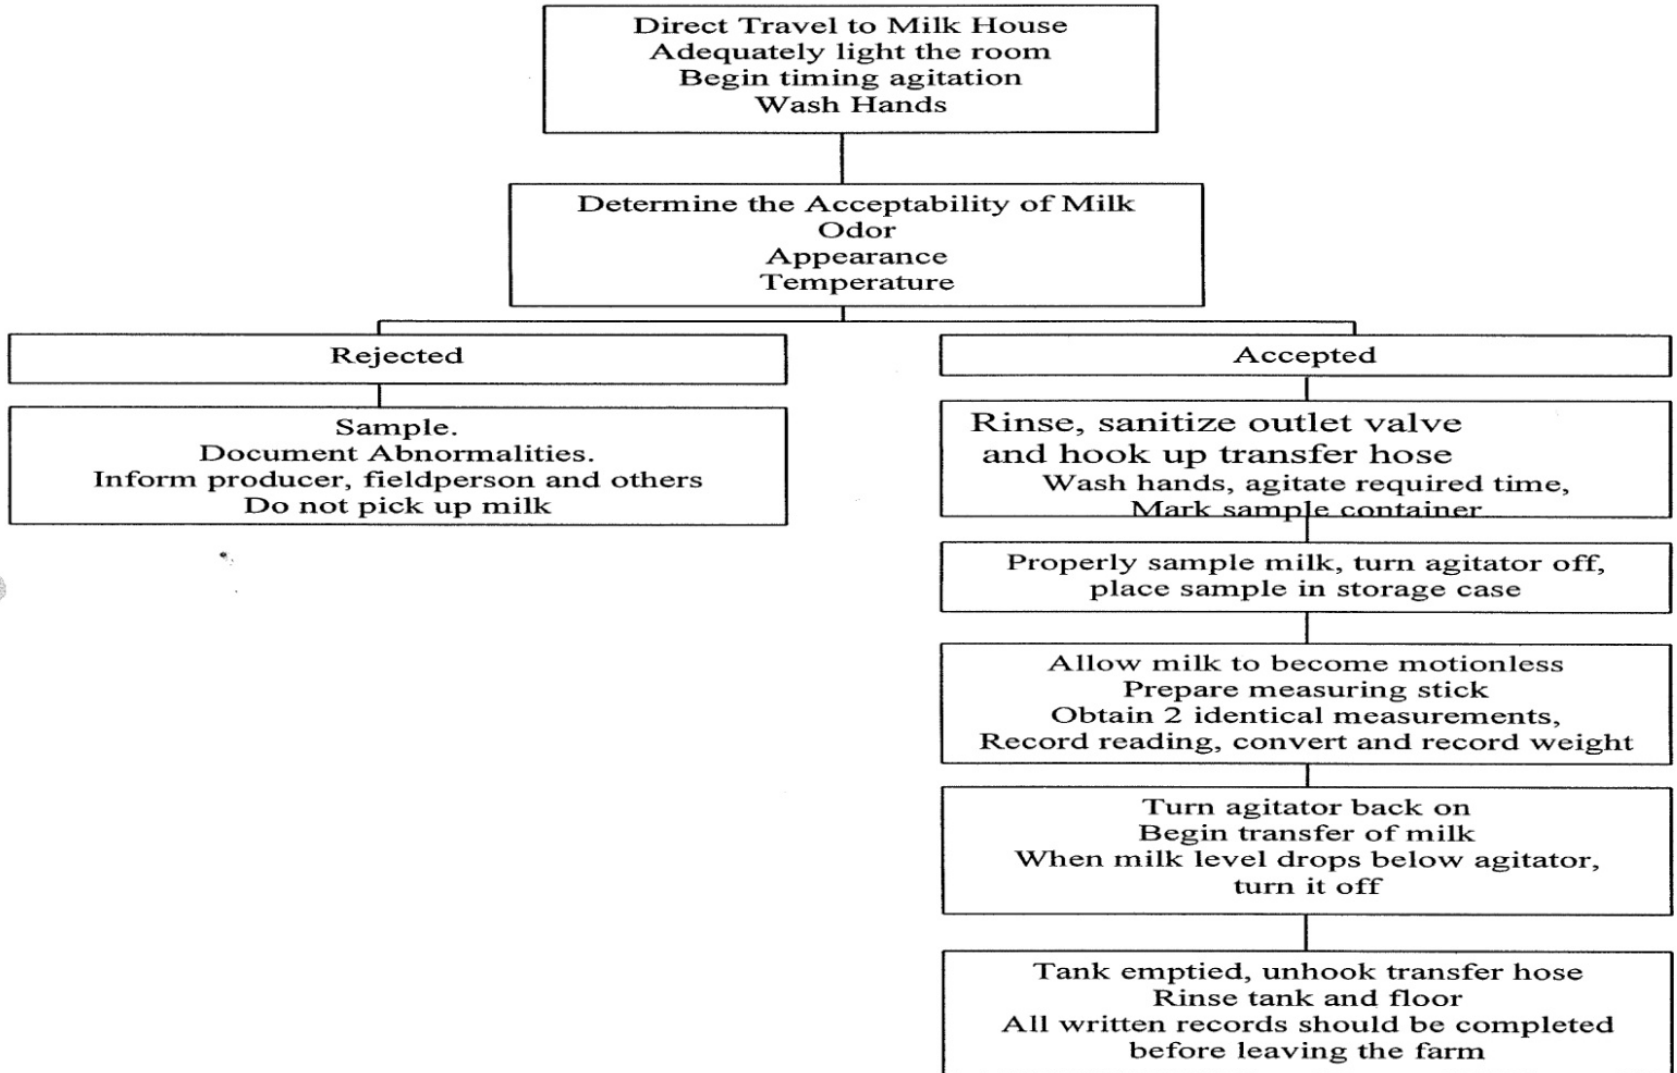 Direct Travel to Milk House
Adequately light the room
Begin timing agitation
Wash Hands
Determine the Acceptability of Milk
Odor
Appearance
Temperature
Rejected
Sample.
Document Abnormalities.
Inform producer, fieldperson and others
Do not pick up milk
Accepted
Rinse, sanitize outlet valve
and hook up transfer hose
Wash hands, agitate required time,
Mark sample container
Properly sample milk, turn agitator off,
place sample in storage case
Allow milk to become motionless
Prepare measuring stick
Obtain 2 identical measurements,
Record reading, convert and record weight
Turn agitator back on
Begin transfer of milk
When milk level drops below agitator,
turn it off
Tank emptied, unhook transfer hose
Rinse tank and floor
All written records should be completed
before leaving the farm